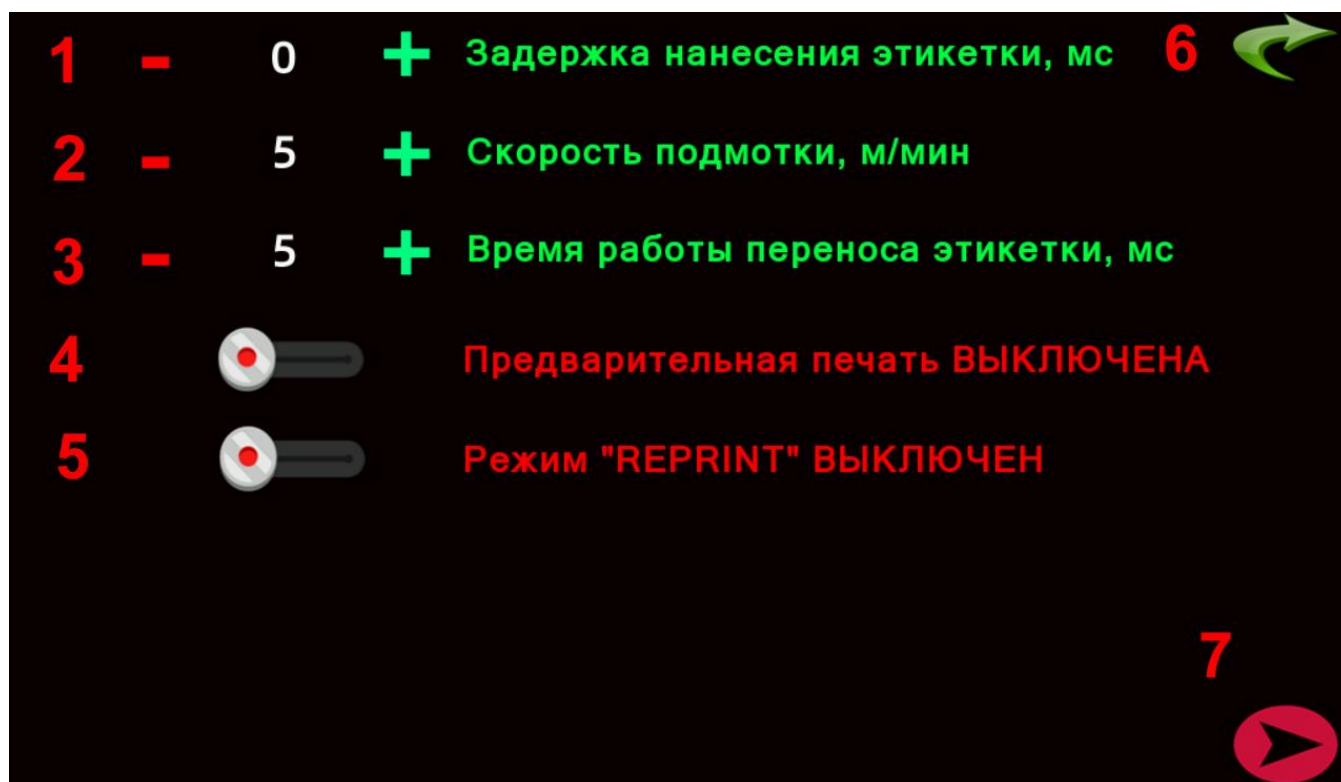 1 - 0 + Задержка нанесения этикетки, мс 6
2 - 5 + Скорость подмотки, м/мин
3 - 5 + Время работы переноса этикетки, мс
4 Предварительная печать ВЫКЛЮЧЕНА
5 Режим "REPRINT" ВЫКЛЮЧЕН
7